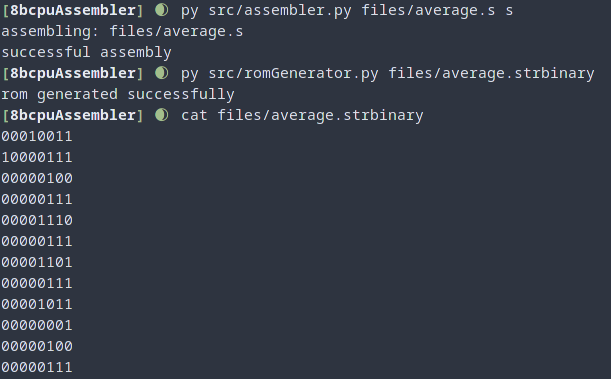 [8bcpuAssembler] py src/assembler.py files/average.s s
assembling: files/average.s
successful assembly
[8bcpuAssembler] py src/romGenerator.py files/average.strbinary
rom generated successfully
[8bcpuAssembler] cat files/average.strbinary
00010011
10000111
00000100
00000111
00001110
00000111
00001101
00000111
00001011
00000001
00000100
00000111